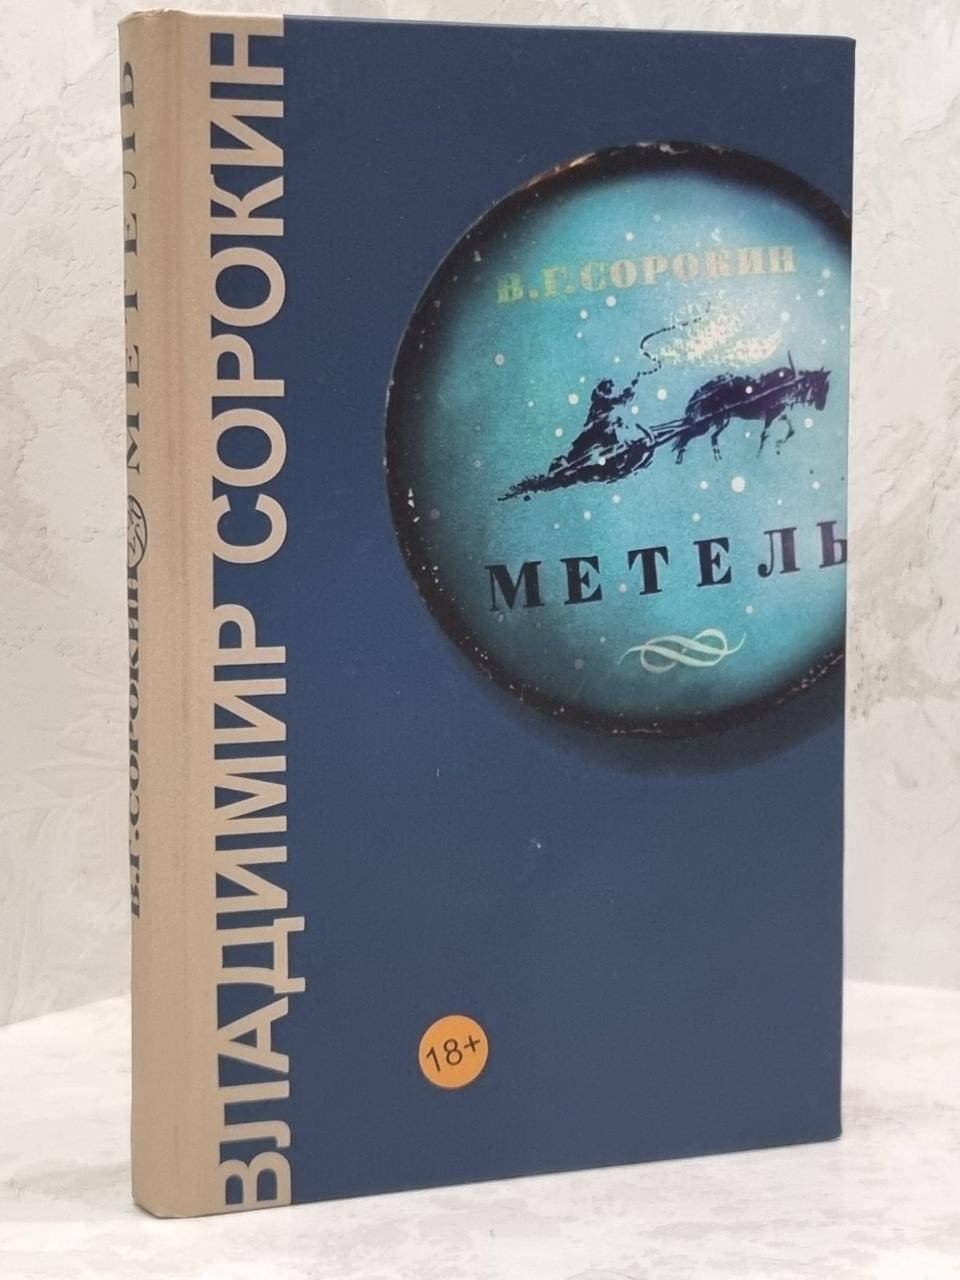 В.Г.СОРОКИН МЕТЕЛЬ
ВЛАДИМИР СОРОКИН
В.Г.СОРОКИН
МЕТЕЛЬ
18+